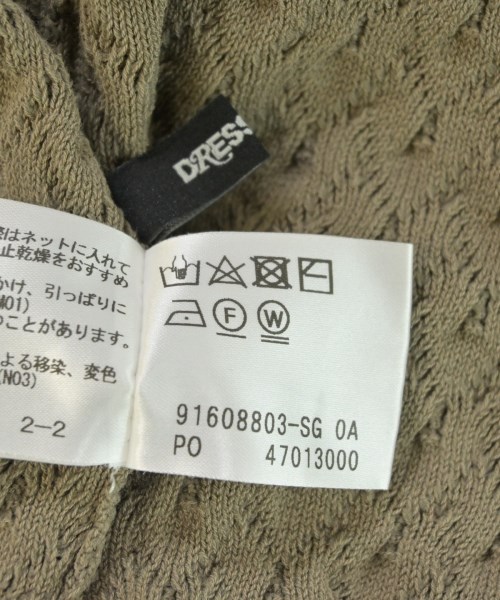 DRESS
はネットに入れて
止乾燥をおすすめ
かけ、引っぱりに
M01)
のことがあります。
よる移染、変色
(N03)
2-2
F W
91608803-SG 0A
PO 47013000